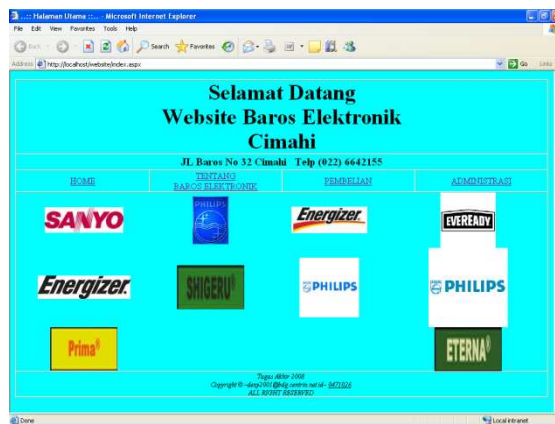 ..:: Halaman Utama ::.. - Microsoft Internet Explorer
File Edit View Favorites Tools Help
Back Search Favorites
Address http://localhost/website/index.aspx Go Links
Selamat Datang
Website Baros Elektronik
Cimahi
JL. Baros No 32 Cimahi Telp (022) 6642155
HOME TENTANG BAROS ELEKTRONIK PEMBELIAN ADMINISTRASI
SANYO PHILIPS Energizer. EVEREADY
Energizer. SHIGERU PHILIPS PHILIPS
Prima® ETERNA®
Tugas Akhir 2008
Copyright ©
ALL RIGHT RESERVED
Done Local intranet